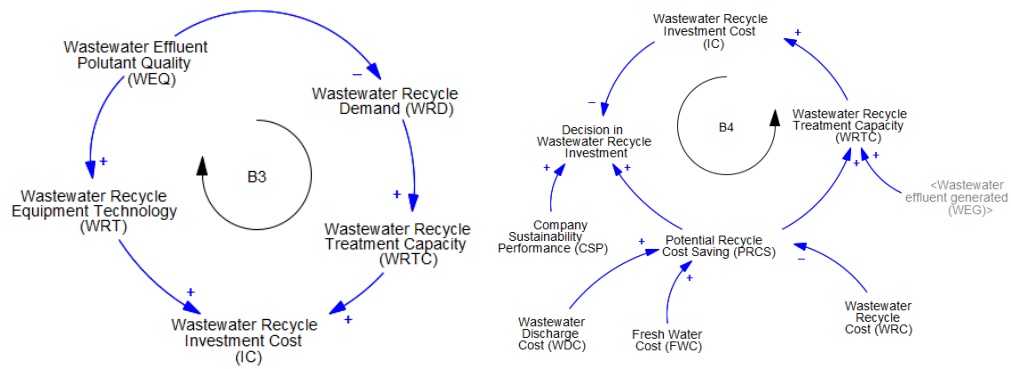 Wastewater Effluent
Polutant Quality
(WEQ)
−
Wastewater Recycle
Demand (WRD)
+
B3
Wastewater Recycle
Equipment Technology
(WRT)
+
Wastewater Recycle
Treatment Capacity
(WRTC)
+
+
Wastewater Recycle
Investment Cost
(IC)
Wastewater Recycle
Investment Cost
(IC)
+
−
Decision in
Wastewater Recycle
Investment
B4
Wastewater Recycle
Treatment Capacity
(WRTC)
+
+
+
+
<Wastewater
effluent generated
(WEG)>
Company
Sustainability
Performance (CSP)
+
Potential Recycle
Cost Saving (PRCS)
+
−
Wastewater
Discharge
Cost (WDC)
Fresh Water
Cost (FWC)
Wastewater
Recycle
Cost (WRC)